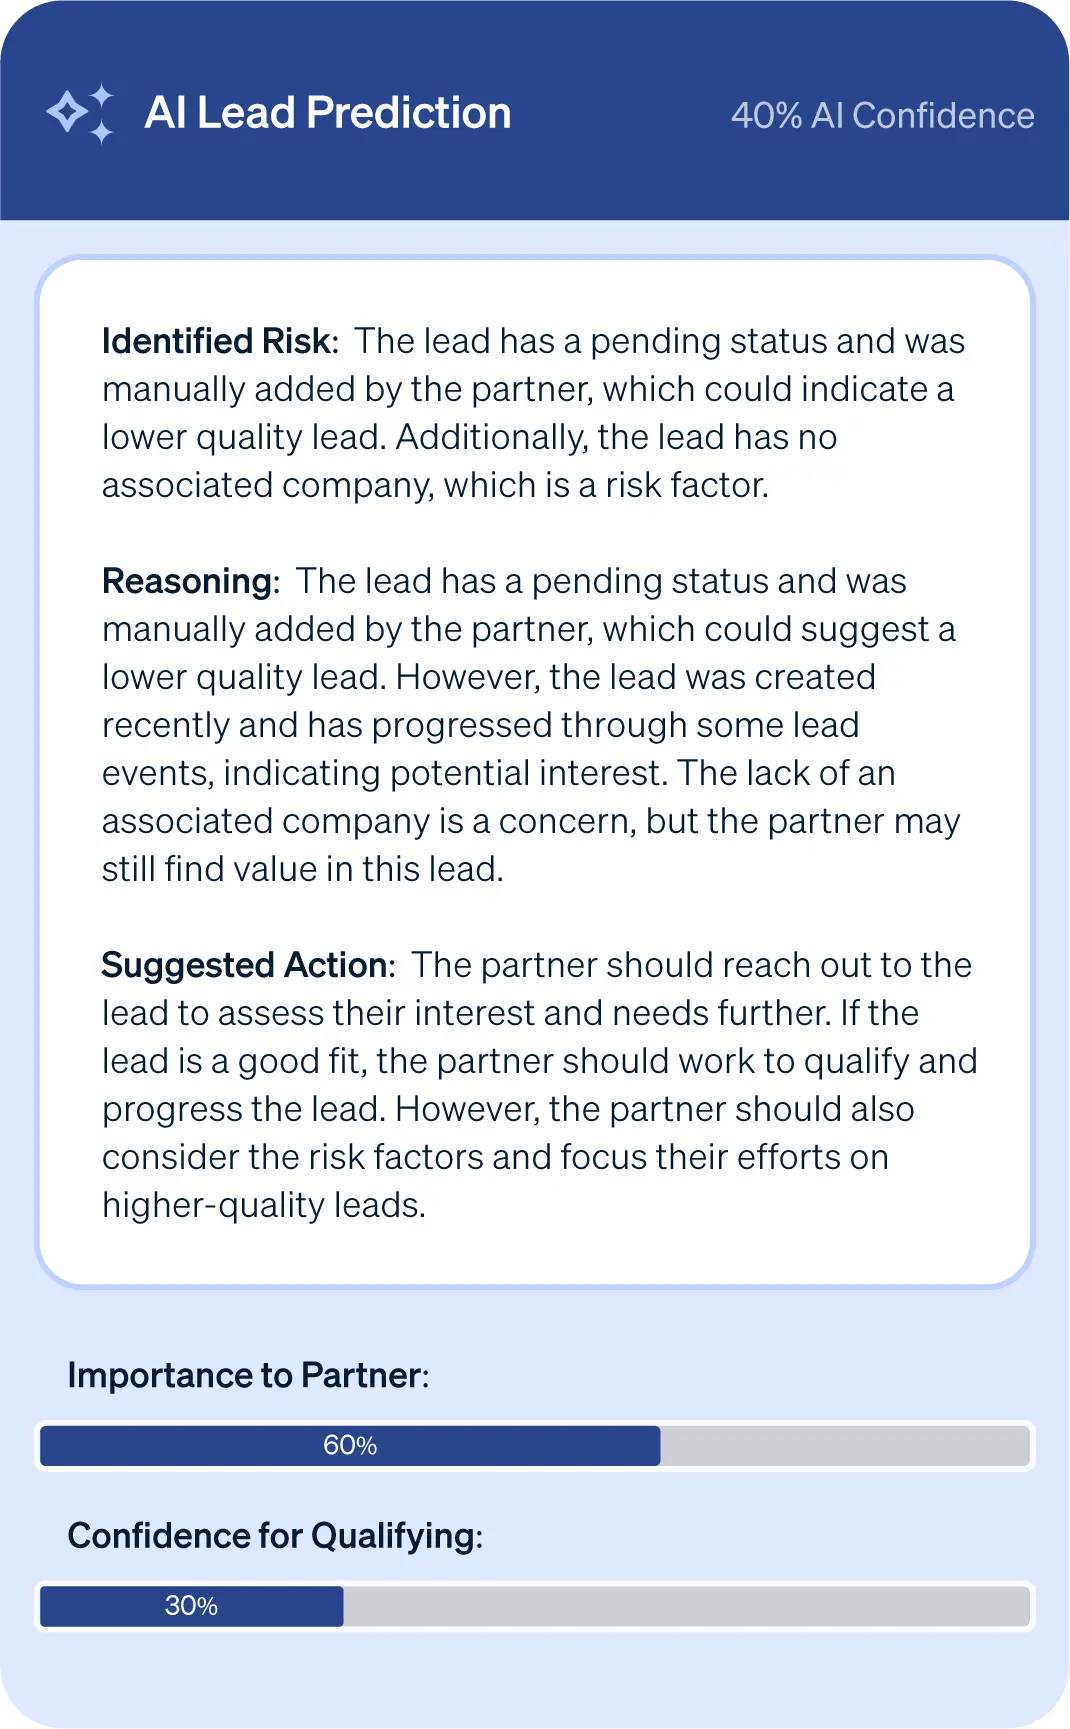 AI Lead Prediction
40% AI Confidence
Identified Risk: The lead has a pending status and was
manually added by the partner, which could indicate a
lower quality lead. Additionally, the lead has no
associated company, which is a risk factor.
Reasoning: The lead has a pending status and was
manually added by the partner, which could suggest a
lower quality lead. However, the lead was created
recently and has progressed through some lead
events, indicating potential interest. The lack of an
associated company is a concern, but the partner may
still find value in this lead.
Suggested Action: The partner should reach out to the
lead to assess their interest and needs further. If the
lead is a good fit, the partner should work to qualify and
progress the lead. However, the partner should also
consider the risk factors and focus their efforts on
higher-quality leads.
Importance to Partner:
60%
Confidence for Qualifying:
30%